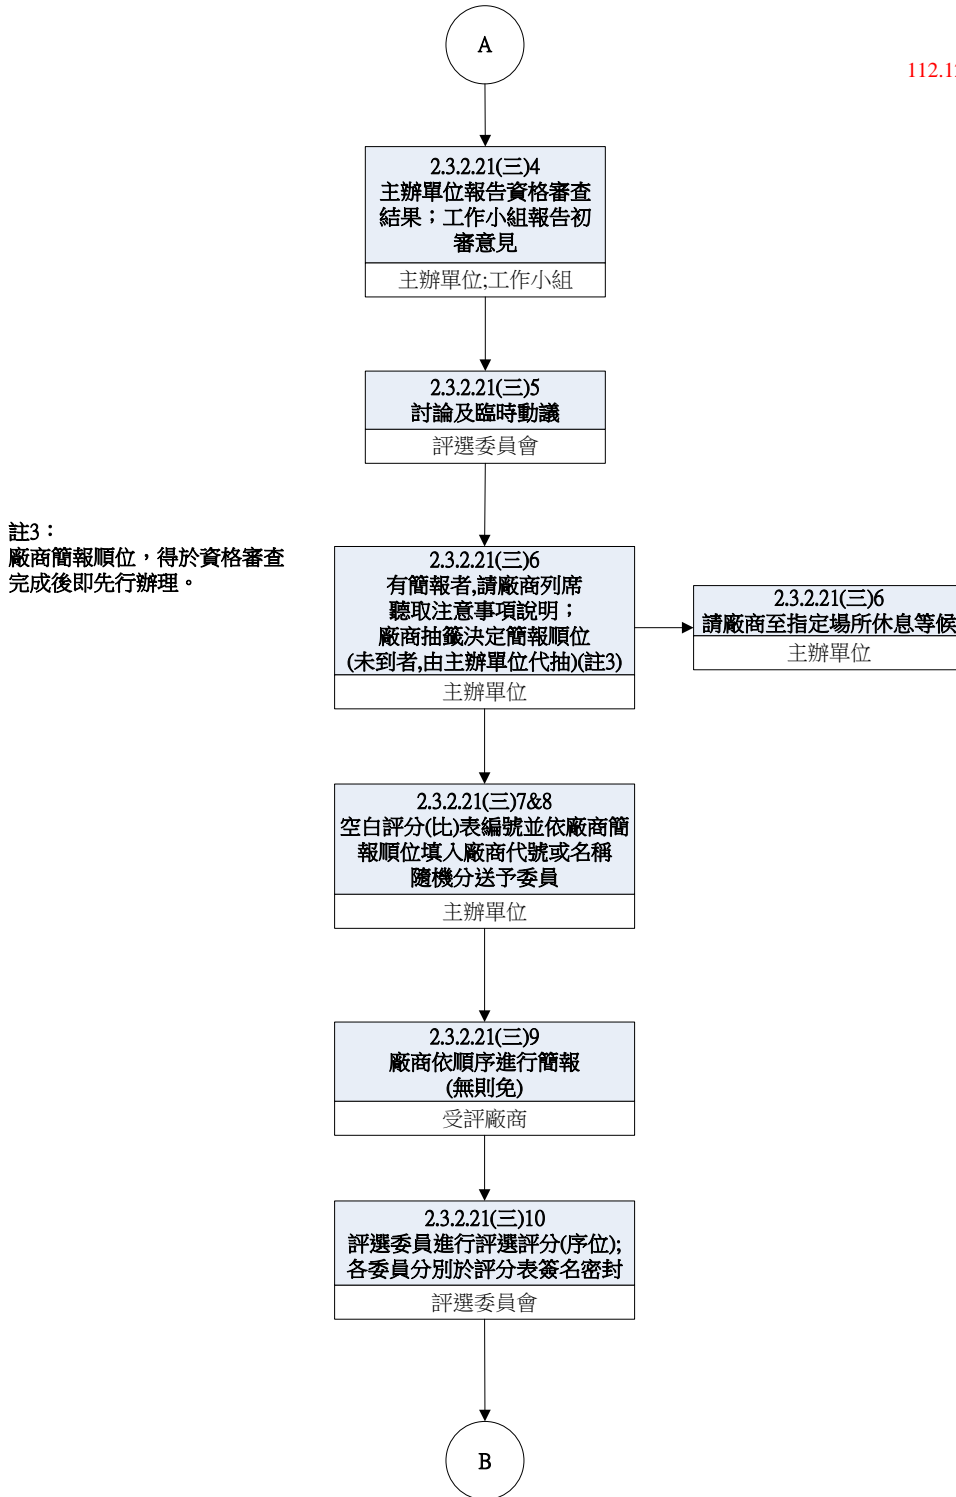 A
112.12
2.3.2.21(三)4
主辦單位報告資格審查
結果；工作小組報告初
審意見
主辦單位;工作小組
2.3.2.21(三)5
討論及臨時動議
評選委員會
註3：
廠商簡報順位，得於資格審查
完成後即先行辦理。
2.3.2.21(三)6
有簡報者,請廠商列席
聽取注意事項說明；
廠商抽籤決定簡報順位
(未到者,由主辦單位代抽)(註3)
主辦單位
2.3.2.21(三)6
請廠商至指定場所休息等候
主辦單位
2.3.2.21(三)7&8
空白評分(比)表編號並依廠商簡
報順位填入廠商代號或名稱
隨機分送予委員
主辦單位
2.3.2.21(三)9
廠商依順序進行簡報
(無則免)
受評廠商
2.3.2.21(三)10
評選委員進行評選評分(序位);
各委員分別於評分表簽名密封
評選委員會
B